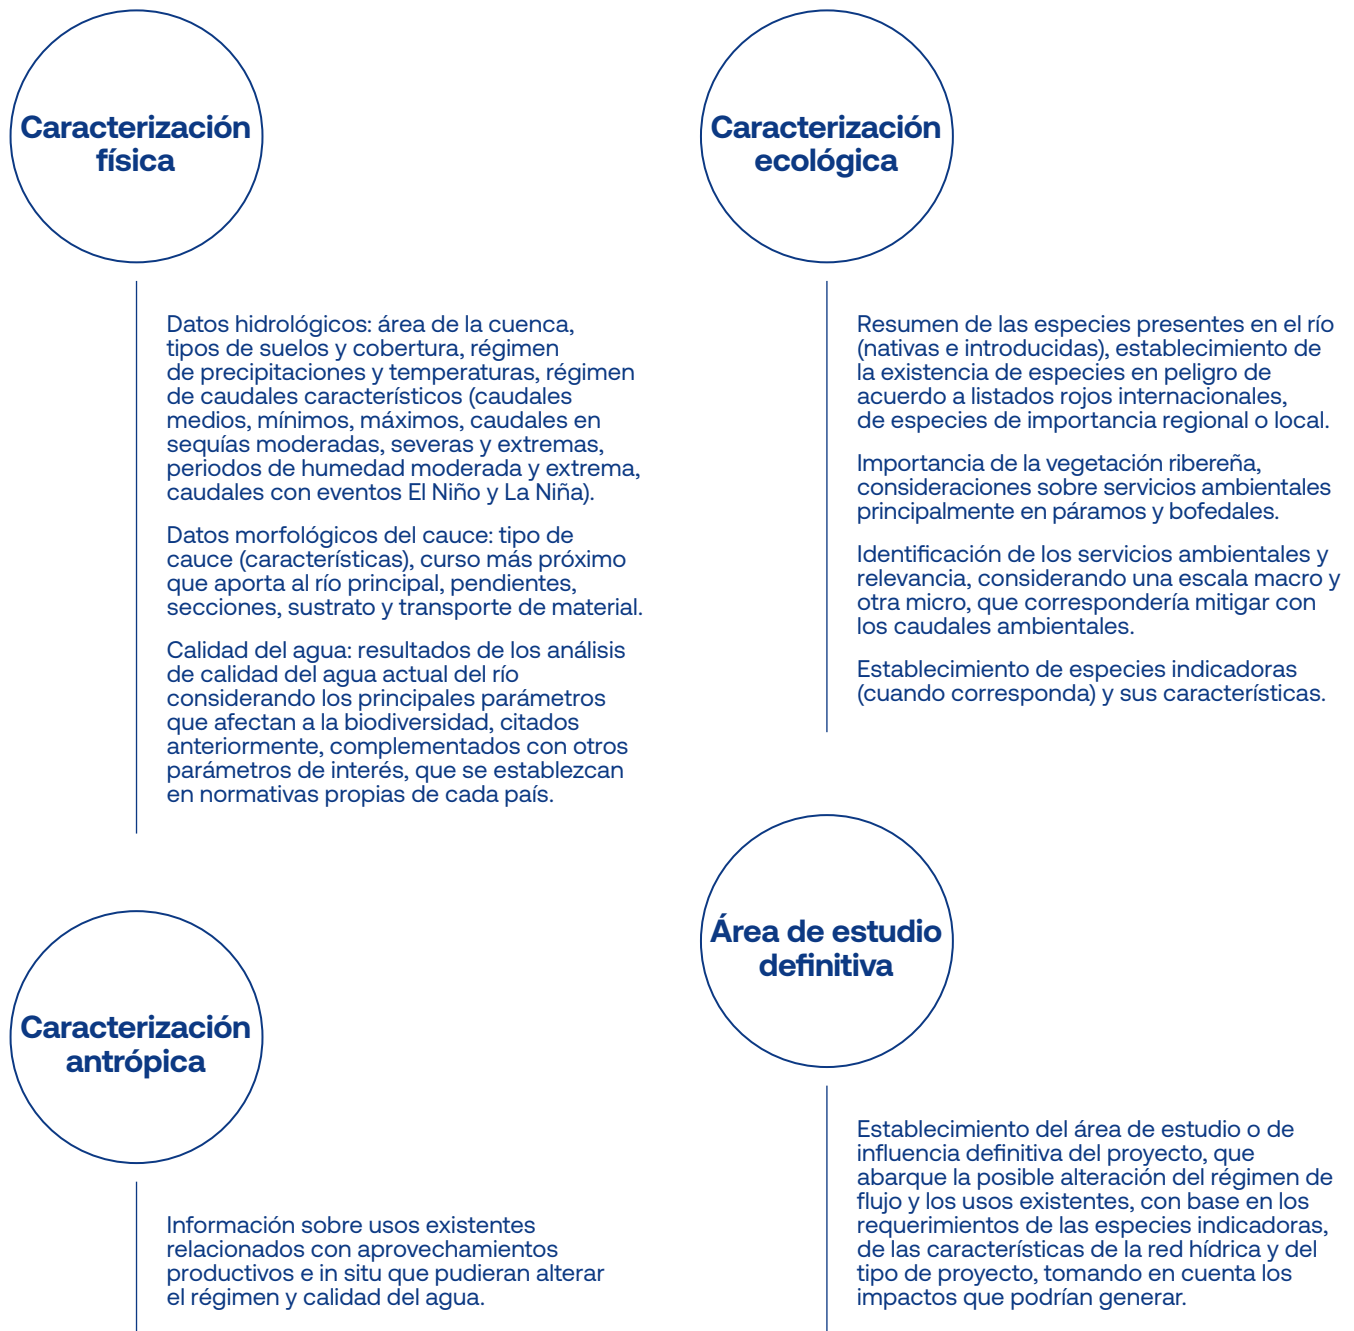 Caracterización
física
Datos hidrológicos: área de la cuenca,
tipos de suelos y cobertura, régimen
de precipitaciones y temperaturas, régimen
de caudales característicos (caudales
medios, mínimos, máximos, caudales en
sequías moderadas, severas y extremas,
periodos de humedad moderada y extrema,
caudales con eventos El Niño y La Niña).
Datos morfológicos del cauce: tipo de
cauce (características), curso más próximo
que aporta al río principal, pendientes,
secciones, sustrato y transporte de material.
Calidad del agua: resultados de los análisis
de calidad del agua actual del río
considerando los principales parámetros
que afectan a la biodiversidad, citados
anteriormente, complementados con otros
parámetros de interés, que se establezcan
en normativas propias de cada país.
Caracterización
antrópica
Información sobre usos existentes
relacionados con aprovechamientos
productivos e in situ que pudieran alterar
el régimen y calidad del agua.
Caracterización
ecológica
Resumen de las especies presentes en el río
(nativas e introducidas), establecimiento de
la existencia de especies en peligro de
acuerdo a listados rojos internacionales,
de especies de importancia regional o local.
Importancia de la vegetación ribereña,
consideraciones sobre servicios ambientales
principalmente en páramos y bofedales.
Identificación de los servicios ambientales y
relevancia, considerando una escala macro y
otra micro, que correspondería mitigar con
los caudales ambientales.
Establecimiento de especies indicadoras
(cuando corresponda) y sus características.
Área de estudio
definitiva
Establecimiento del área de estudio o de
influencia definitiva del proyecto, que
abarque la posible alteración del régimen de
flujo y los usos existentes, con base en los
requerimientos de las especies indicadoras,
de las características de la red hídrica y del
tipo de proyecto, tomando en cuenta los
impactos que podrían generar.